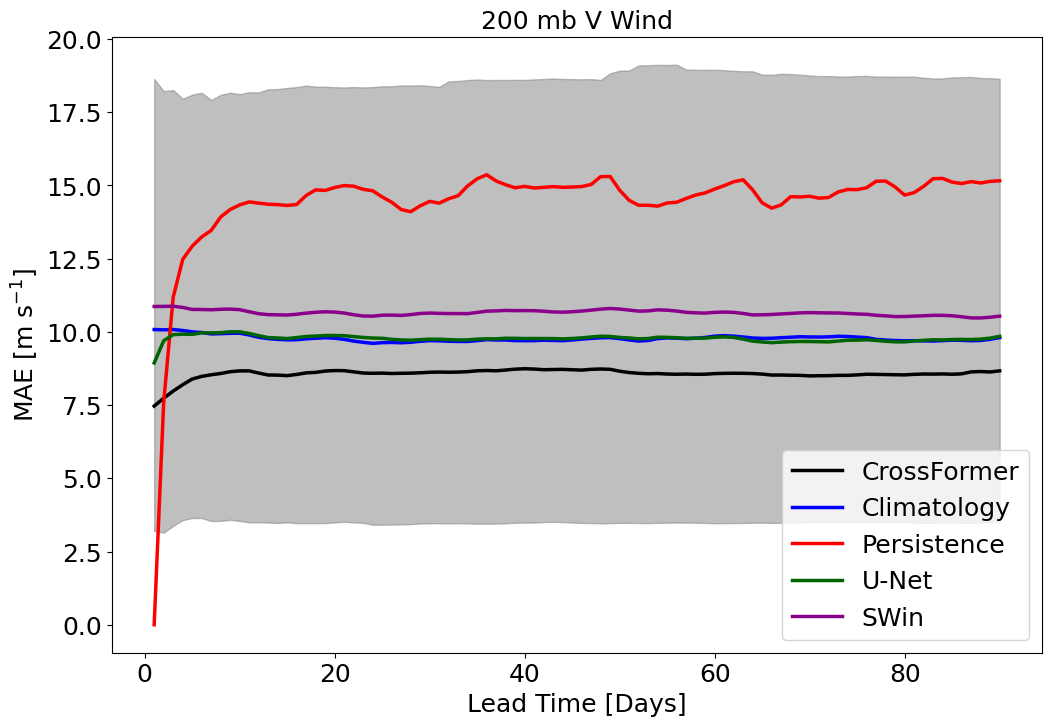 200 mb V Wind
MAE [m s⁻¹]
20.0
17.5
15.0
12.5
10.0
7.5
5.0
2.5
0.0
CrossFormer
Climatology
Persistence
U-Net
SWin
0 20 40 60 80
Lead Time [Days]